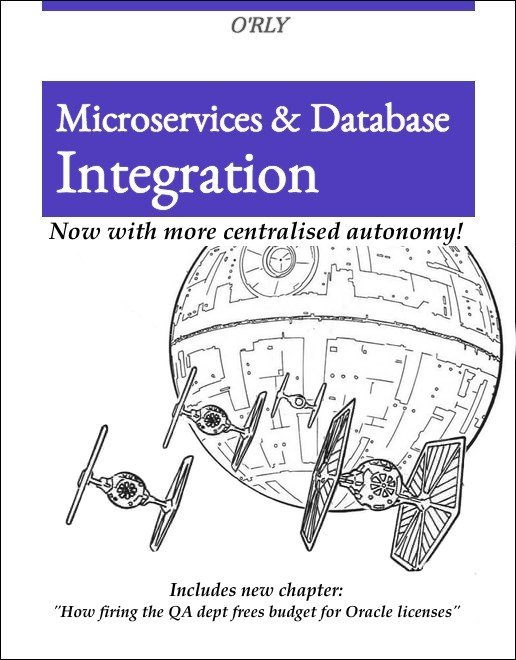 O'RLY
Microservices & Database
Integration
Now with more centralised autonomy!
Includes new chapter:
"How firing the QA dept frees budget for Oracle licenses"